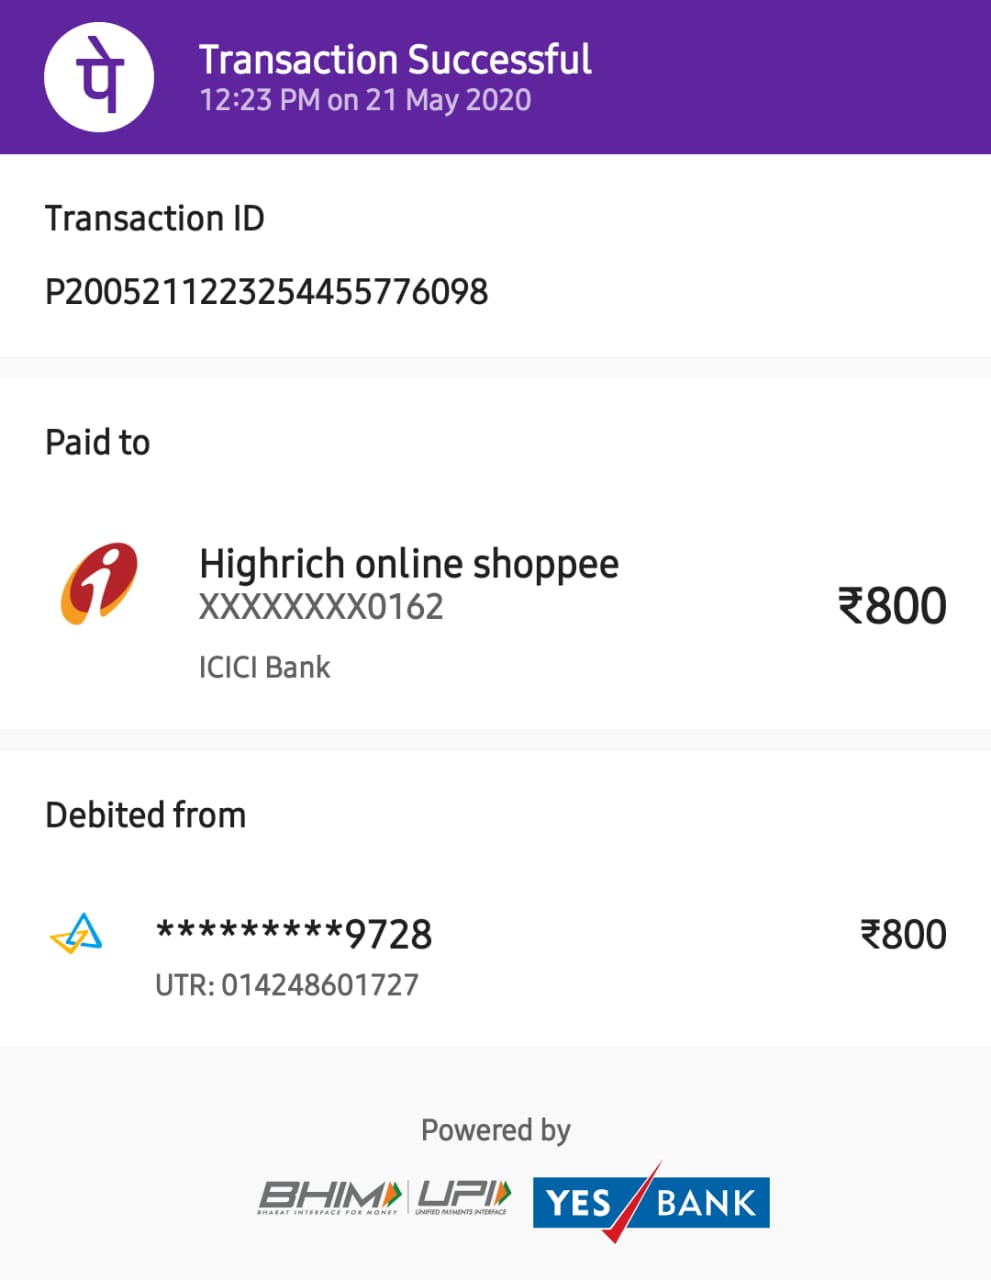 पे
Transaction Successful
12:23 PM on 21 May 2020
Transaction ID
P2005211223254455776098
Paid to
Highrich online shoppee
XXXXXXXX0162
₹800
ICICI Bank
Debited from
*********9728
₹800
UTR: 014248601727
Powered by
BHIM UPI YES BANK
BHARAT INTERFACE FOR MONEY UNIFIED PAYMENTS INTERFACE